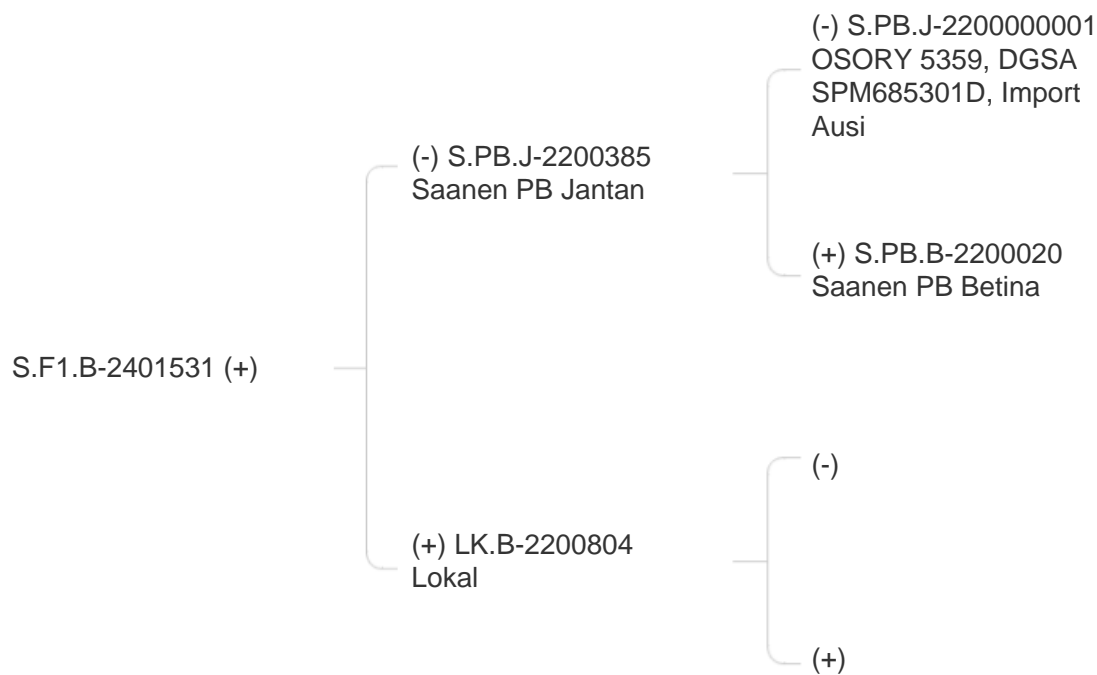 (-) S.PB.J-2200000001
OSORY 5359, DGSA
SPM685301D, Import
Ausi
(-) S.PB.J-2200385
Saanen PB Jantan
(+) S.PB.B-2200020
Saanen PB Betina
S.F1.B-2401531 (+)
(-)
(+) LK.B-2200804
Lokal
(+)